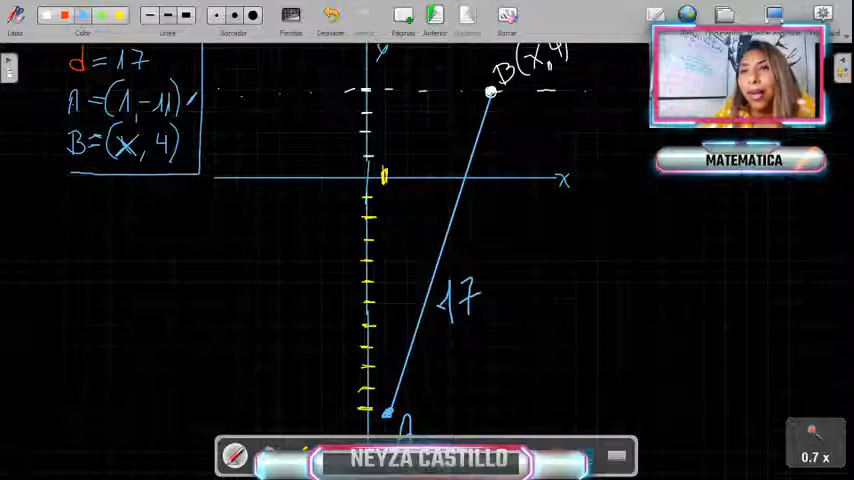 Lápiz
Línea
Borrador
Fondos
Deshacer
Páginas
Anterior
Siguiente
Borrar
d = 17
A = (1, -11)
B = (x, 4)
y
B(x, 4)
x
MATEMATICA
17
A
NEYZA CASTILLO
0.7 x